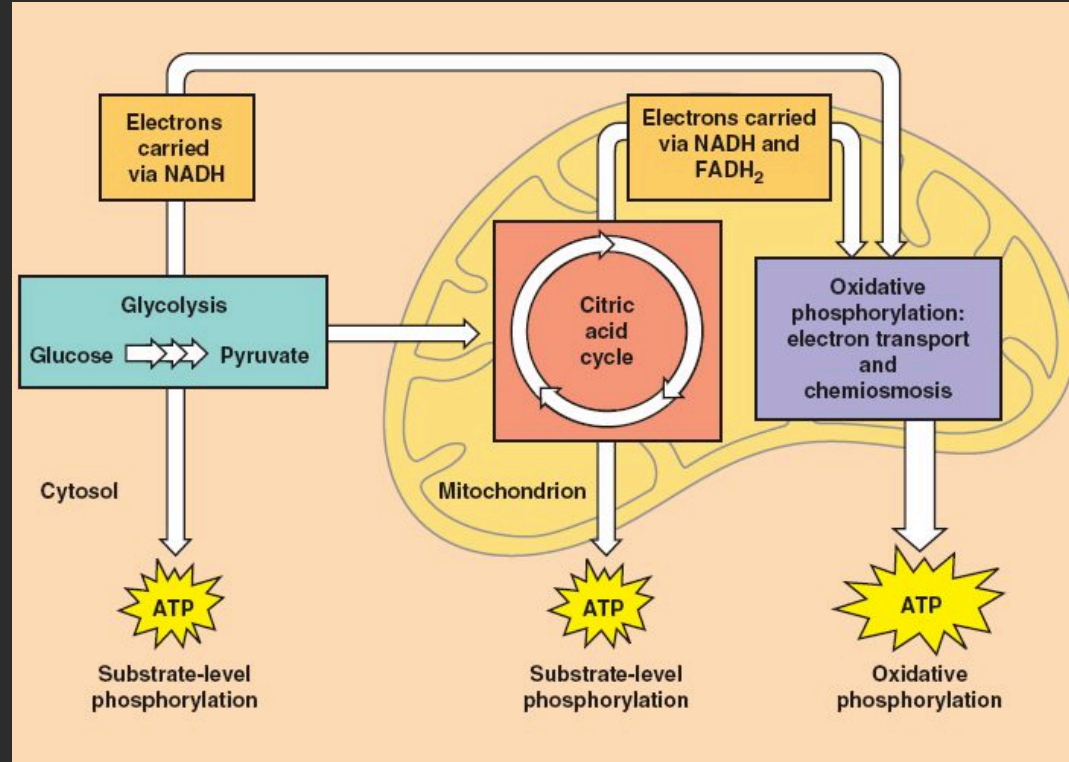 Electrons
carried
via NADH
Electrons carried
via NADH and
FADH₂
Glycolysis
Glucose Pyruvate
Citric
acid
cycle
Oxidative
phosphorylation:
electron transport
and
chemiosmosis
Cytosol
Mitochondrion
ATP
ATP
ATP
Substrate-level
phosphorylation
Substrate-level
phosphorylation
Oxidative
phosphorylation